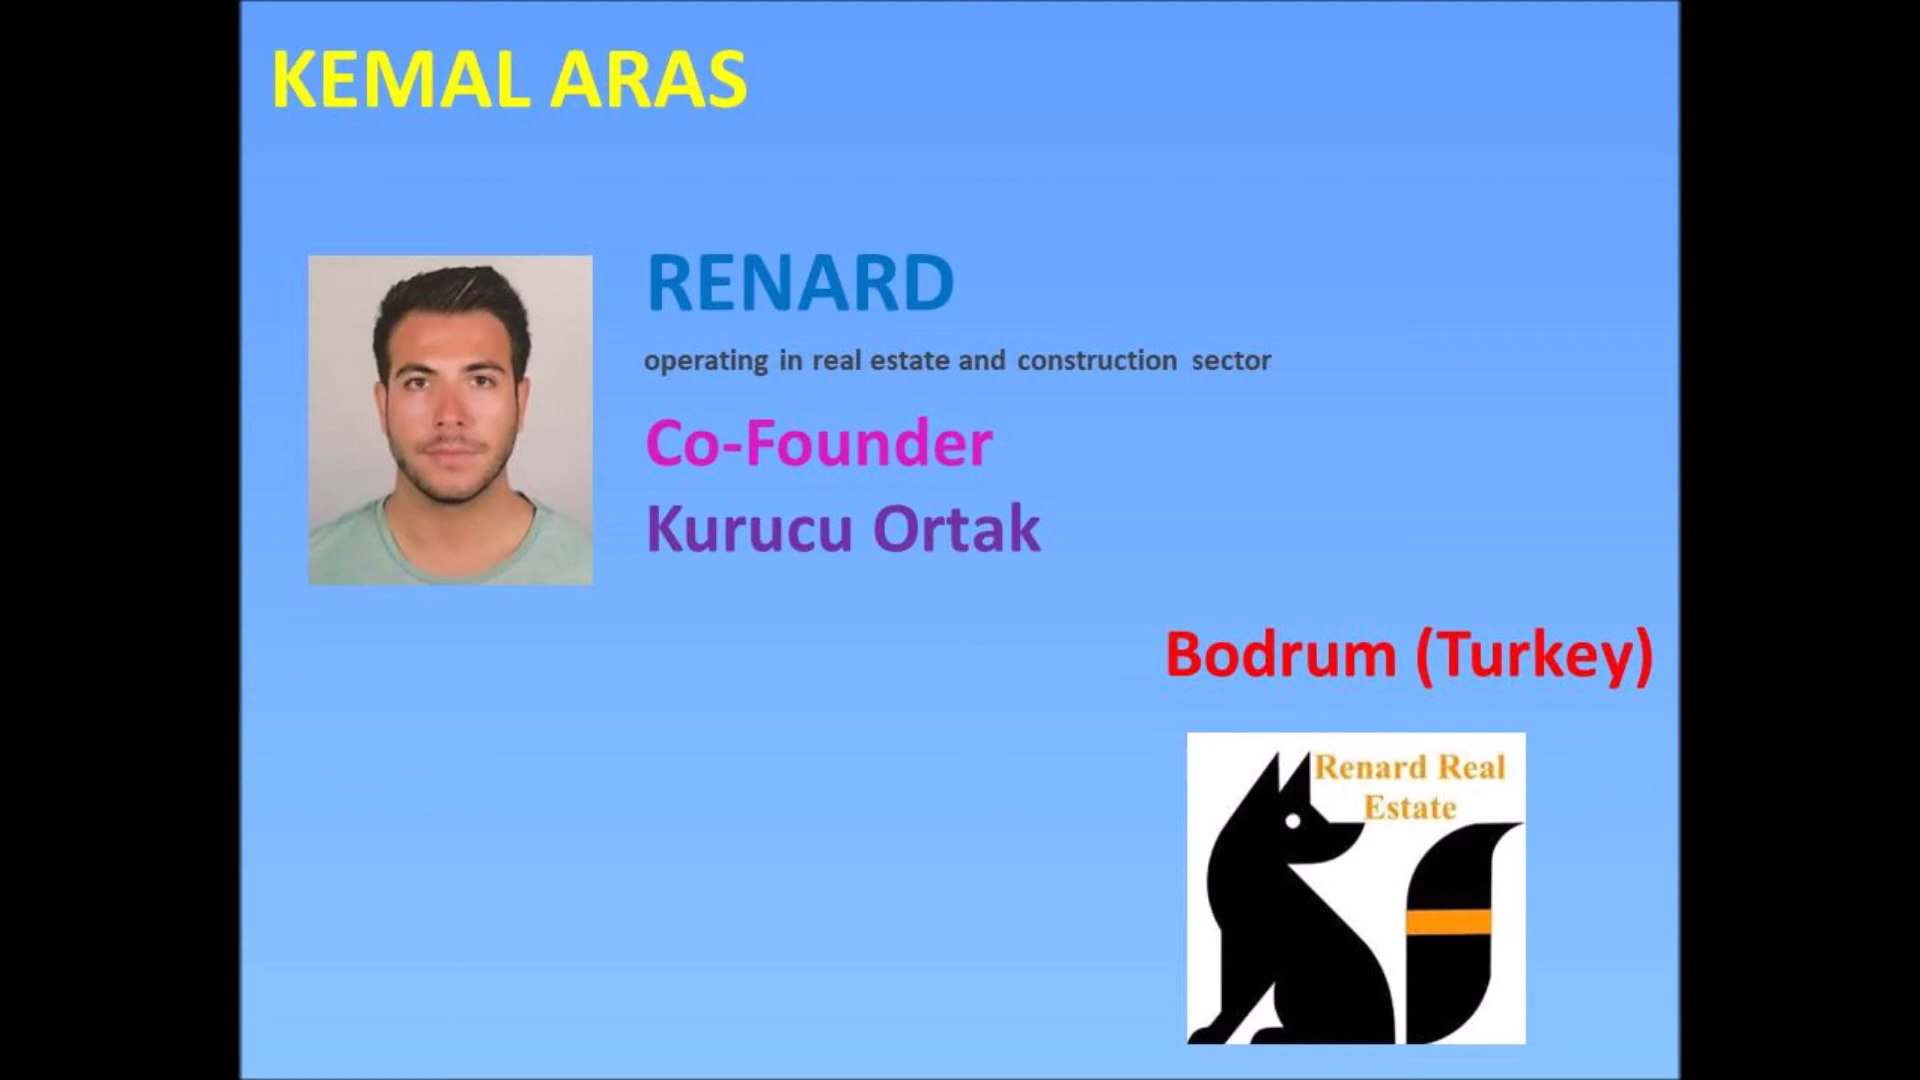 KEMAL ARAS
RENARD
operating in real estate and construction sector
Co-Founder
Kurucu Ortak
Bodrum (Turkey)
Renard Real
Estate